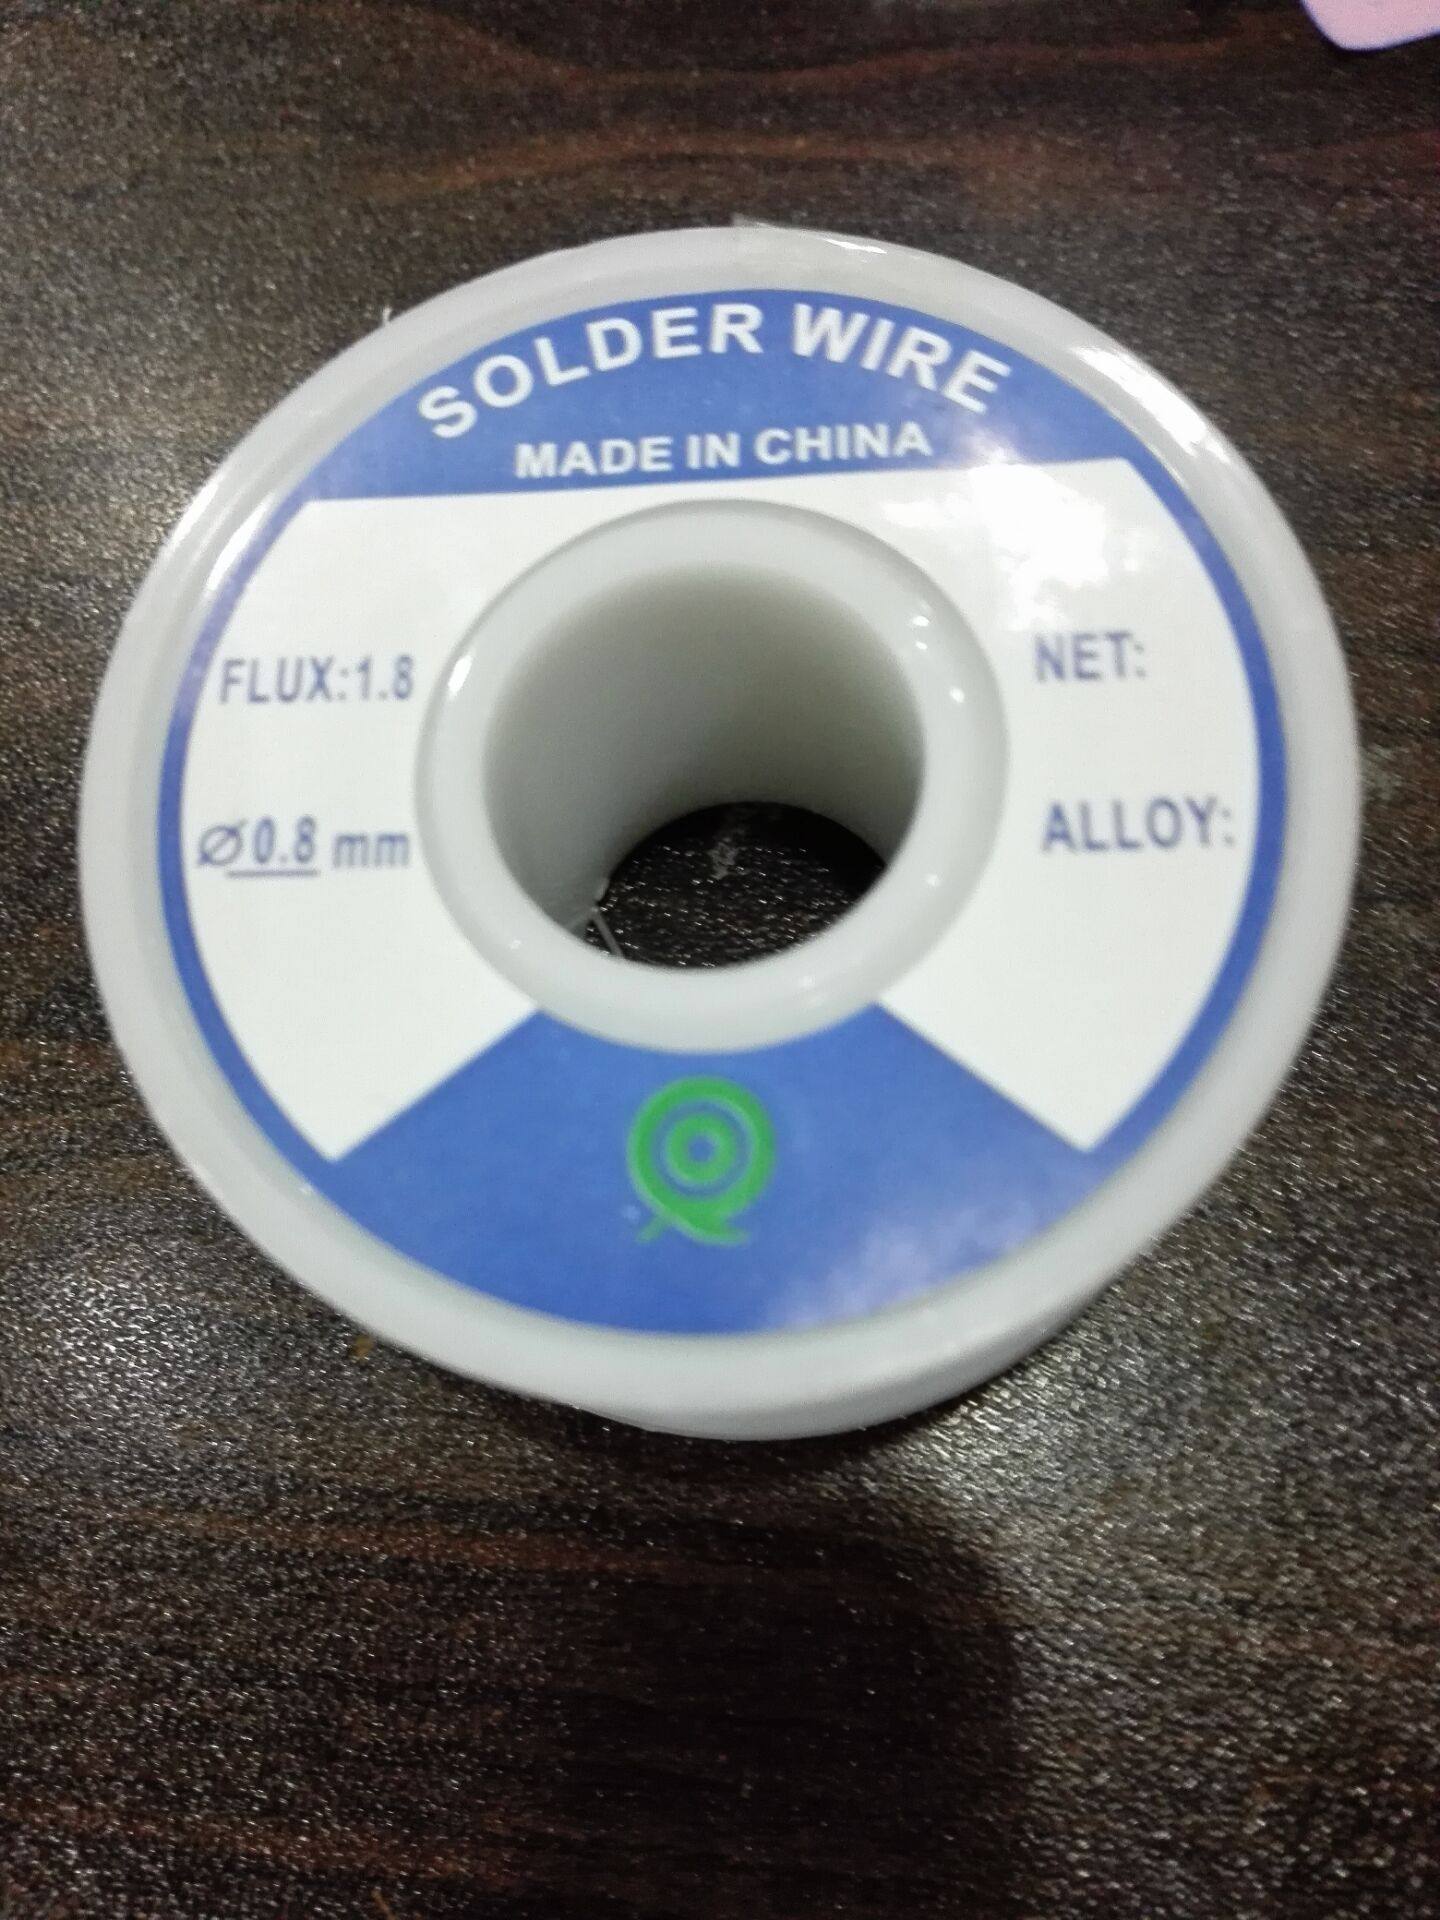 SOLDER WIRE
MADE IN CHINA
FLUX:1.8
⌀0.8 mm
NET:
ALLOY: